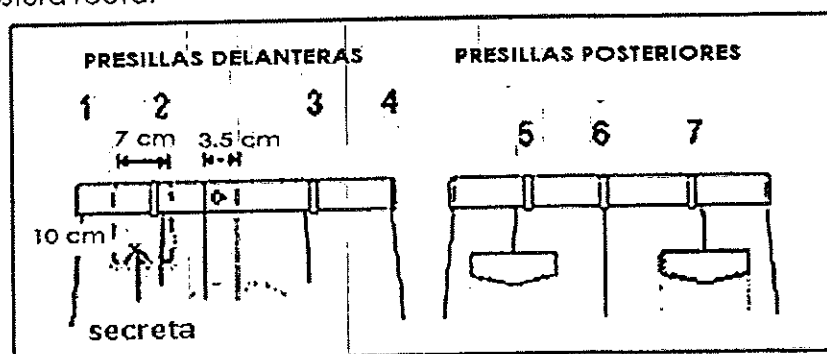 PRESILLAS DELANTERAS PRESILLAS POSTERIORES
1 2 3 4
5 6 7
7 cm 3.5 cm
10 cm
secreta